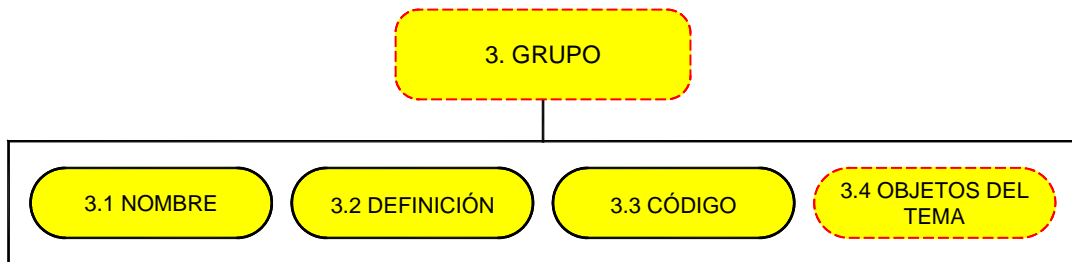 3. GRUPO
3.1 NOMBRE
3.2 DEFINICIÓN
3.3 CÓDIGO
3.4 OBJETOS DEL
TEMA